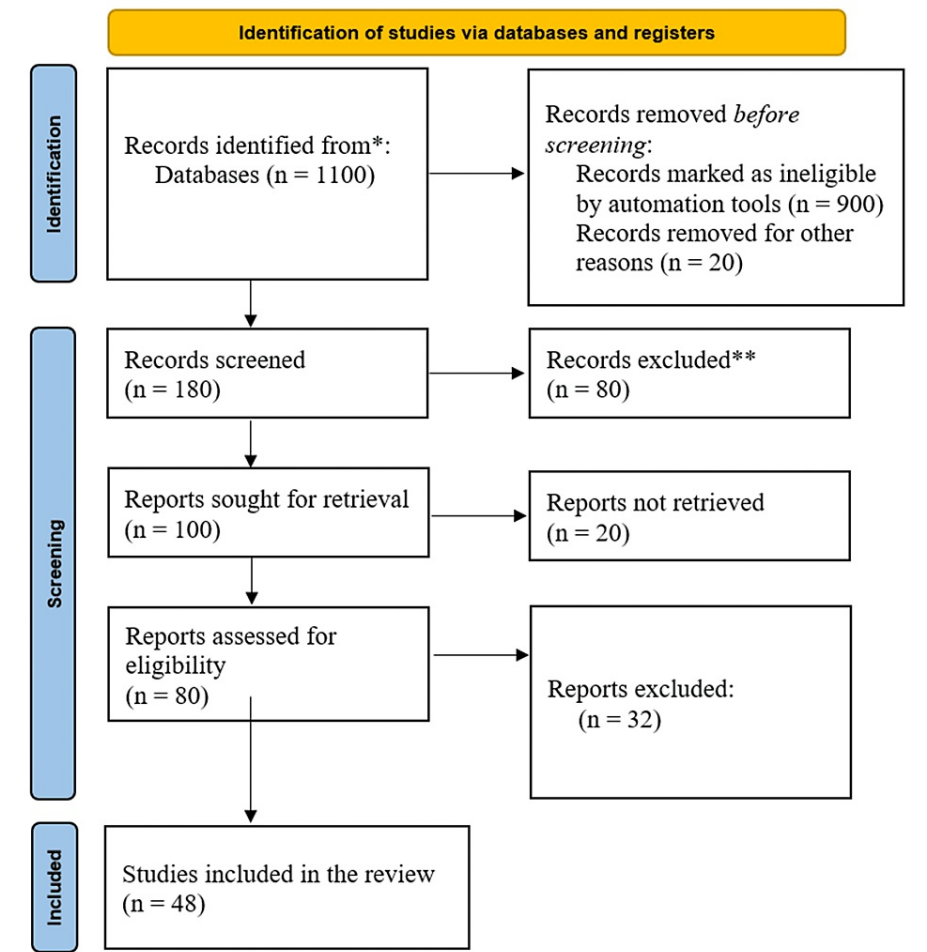 Identification of studies via databases and registers
Identification
Records identified from*:
Databases (n = 1100)
Records removed before
screening:
Records marked as ineligible
by automation tools (n = 900)
Records removed for other
reasons (n = 20)
Screening
Records screened
(n = 180)
Records excluded**
(n = 80)
Reports sought for retrieval
(n = 100)
Reports not retrieved
(n = 20)
Reports assessed for
eligibility
(n = 80)
Reports excluded:
(n = 32)
Included
Studies included in the review
(n = 48)